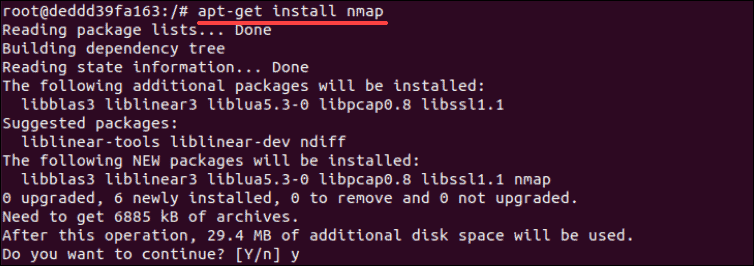 root@deddd39fa163:/# apt-get install nmap
Reading package lists... Done
Building dependency tree
Reading state information... Done
The following additional packages will be installed:
  libblas3 liblinear3 liblua5.3-0 libpcap0.8 libssl1.1
Suggested packages:
  liblinear-tools liblinear-dev ndiff
The following NEW packages will be installed:
  libblas3 liblinear3 liblua5.3-0 libpcap0.8 libssl1.1 nmap
0 upgraded, 6 newly installed, 0 to remove and 0 not upgraded.
Need to get 6885 kB of archives.
After this operation, 29.4 MB of additional disk space will be used.
Do you want to continue? [Y/n] y